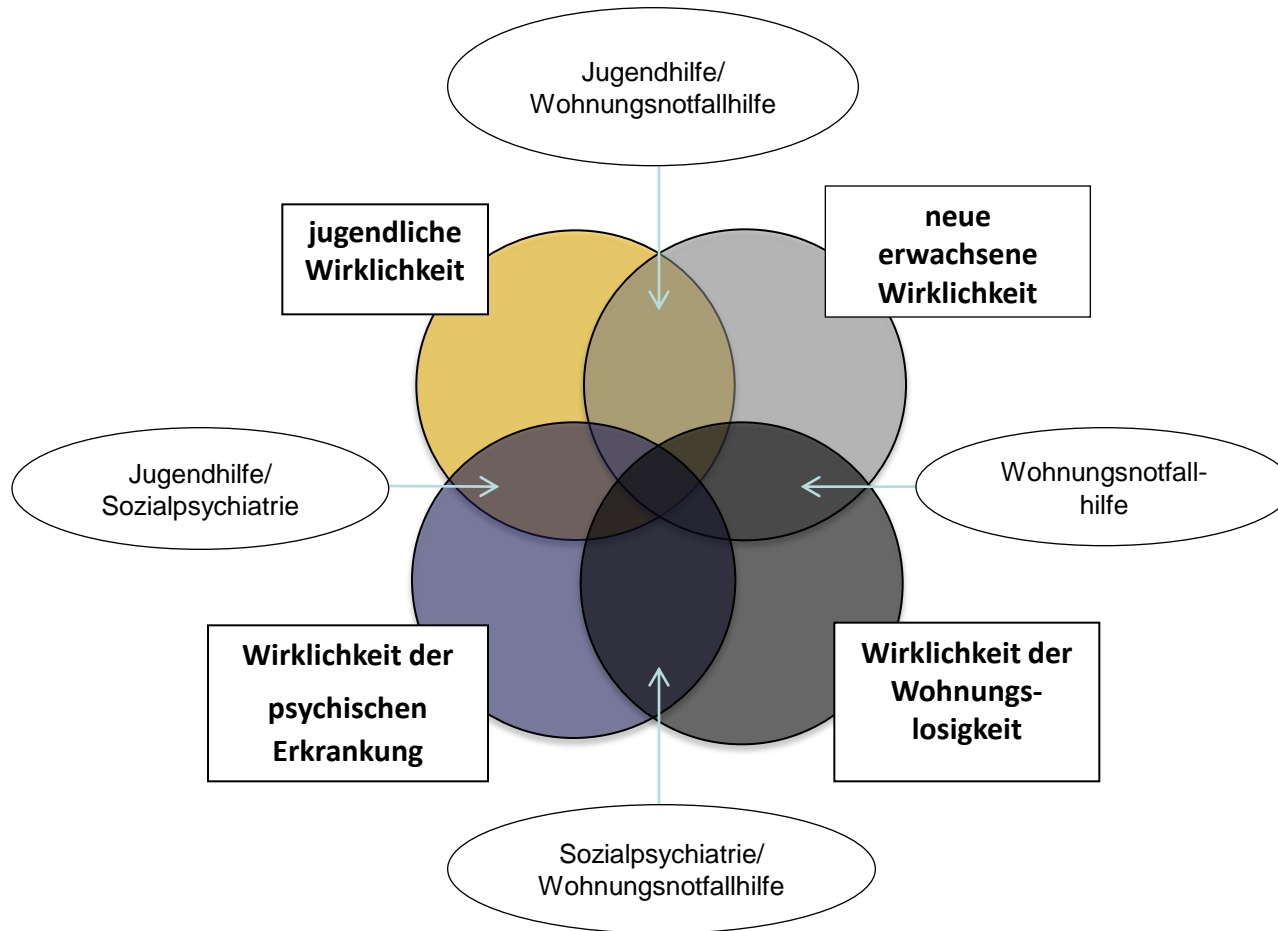 Jugendhilfe/
Wohnungsnotfallhilfe
jugendliche
Wirklichkeit
neue
erwachsene
Wirklichkeit
Jugendhilfe/
Sozialpsychiatrie
Wohnungsnotfall-
hilfe
Wirklichkeit der
psychischen
Erkrankung
Wirklichkeit der
Wohnungs-
losigkeit
Sozialpsychiatrie/
Wohnungsnotfallhilfe